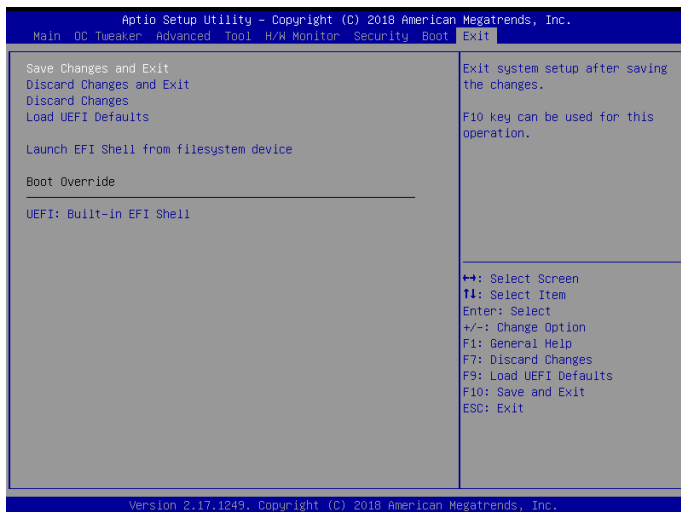 Aptio Setup Utility – Copyright (C) 2018 American Megatrends, Inc.
Main OC Tweaker Advanced Tool H/W Monitor Security Boot Exit
Save Changes and Exit
Discard Changes and Exit
Discard Changes
Load UEFI Defaults
Launch EFI Shell from filesystem device
Boot Override
UEFI: Built-in EFI Shell
Exit system setup after saving
the changes.
F10 key can be used for this
operation.
↔: Select Screen
↑↓: Select Item
Enter: Select
+/-: Change Option
F1: General Help
F7: Discard Changes
F9: Load UEFI Defaults
F10: Save and Exit
ESC: Exit
Version 2.17.1249. Copyright (C) 2018 American Megatrends, Inc.